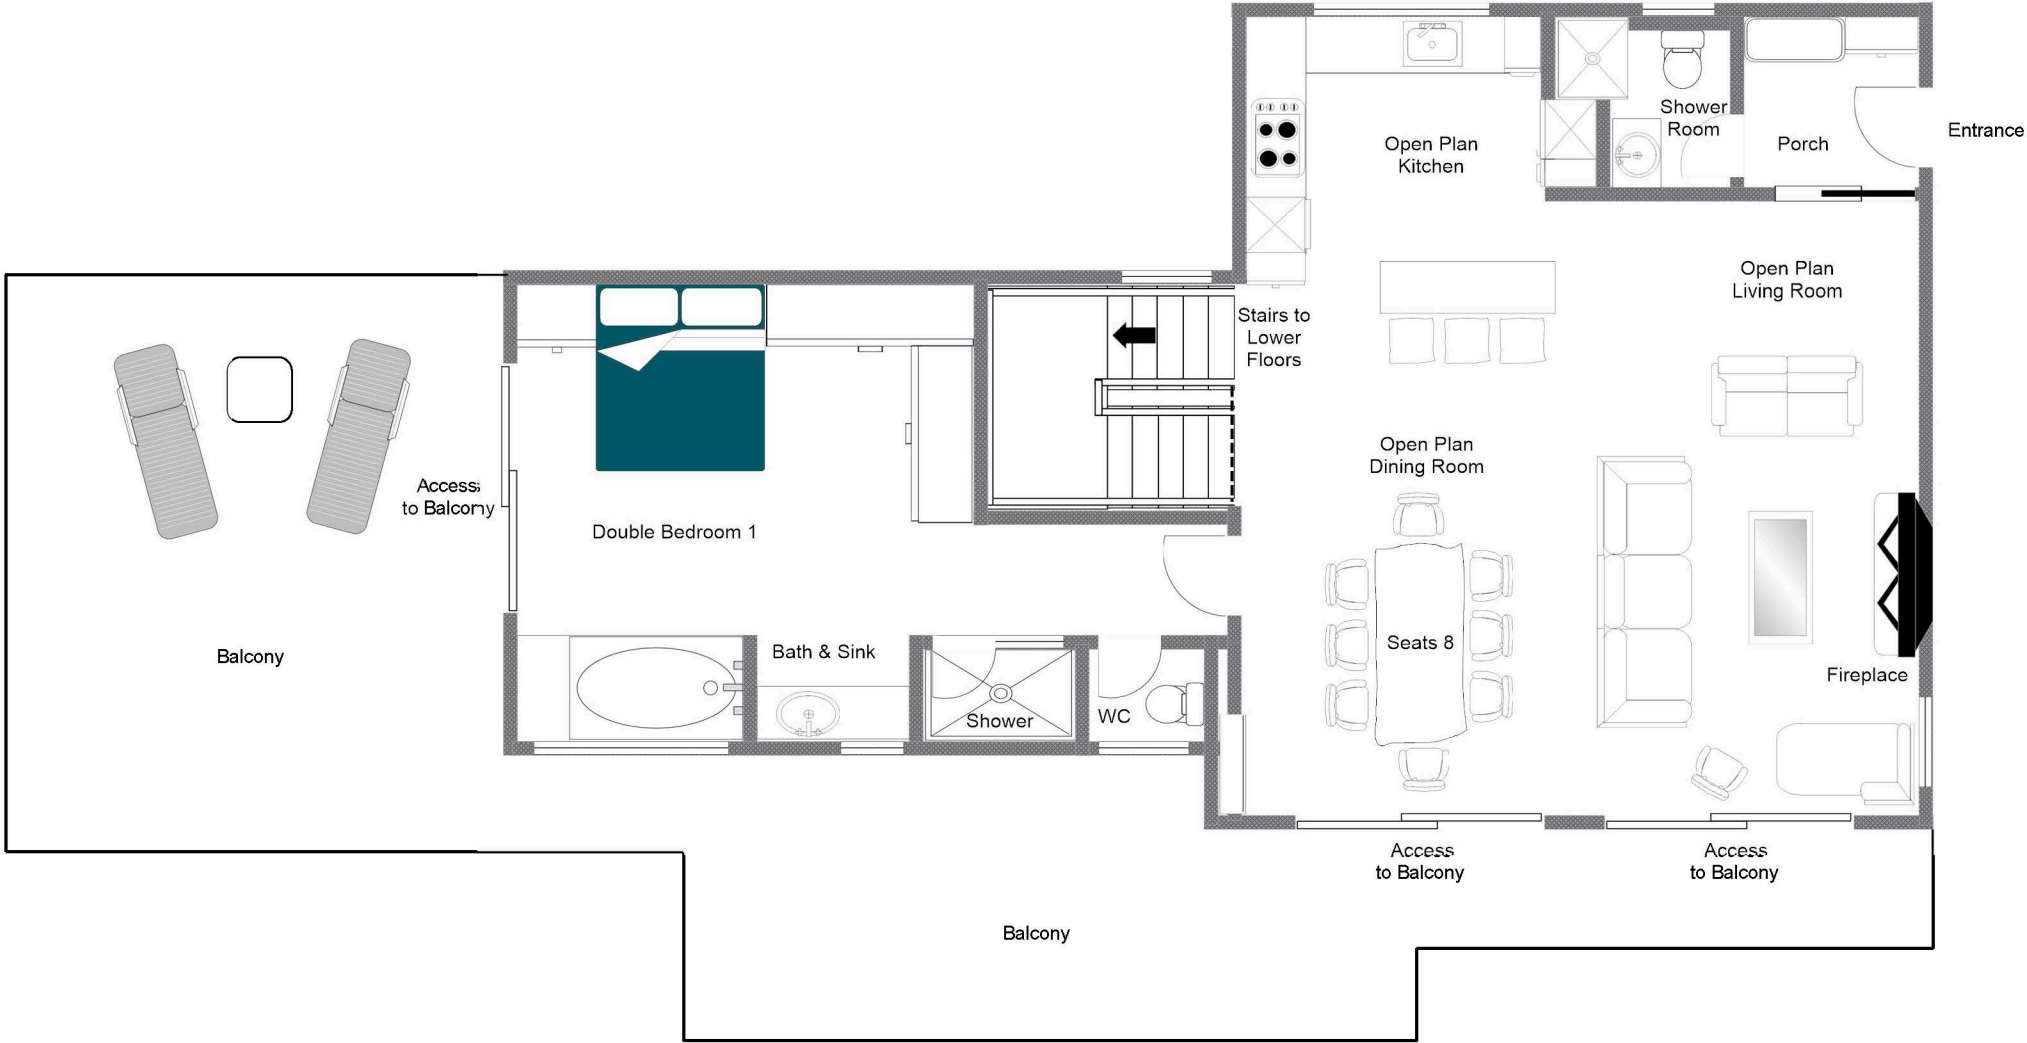 Shower
Room
Entrance
Open Plan
Kitchen
Porch
Open Plan
Living Room
Stairs to
Lower
Floors
Open Plan
Dining Room
Access
to Balcony
Double Bedroom 1
Seats 8
Bath & Sink
Balcony
Fireplace
WC
Shower
Access
to Balcony
Access
to Balcony
Balcony